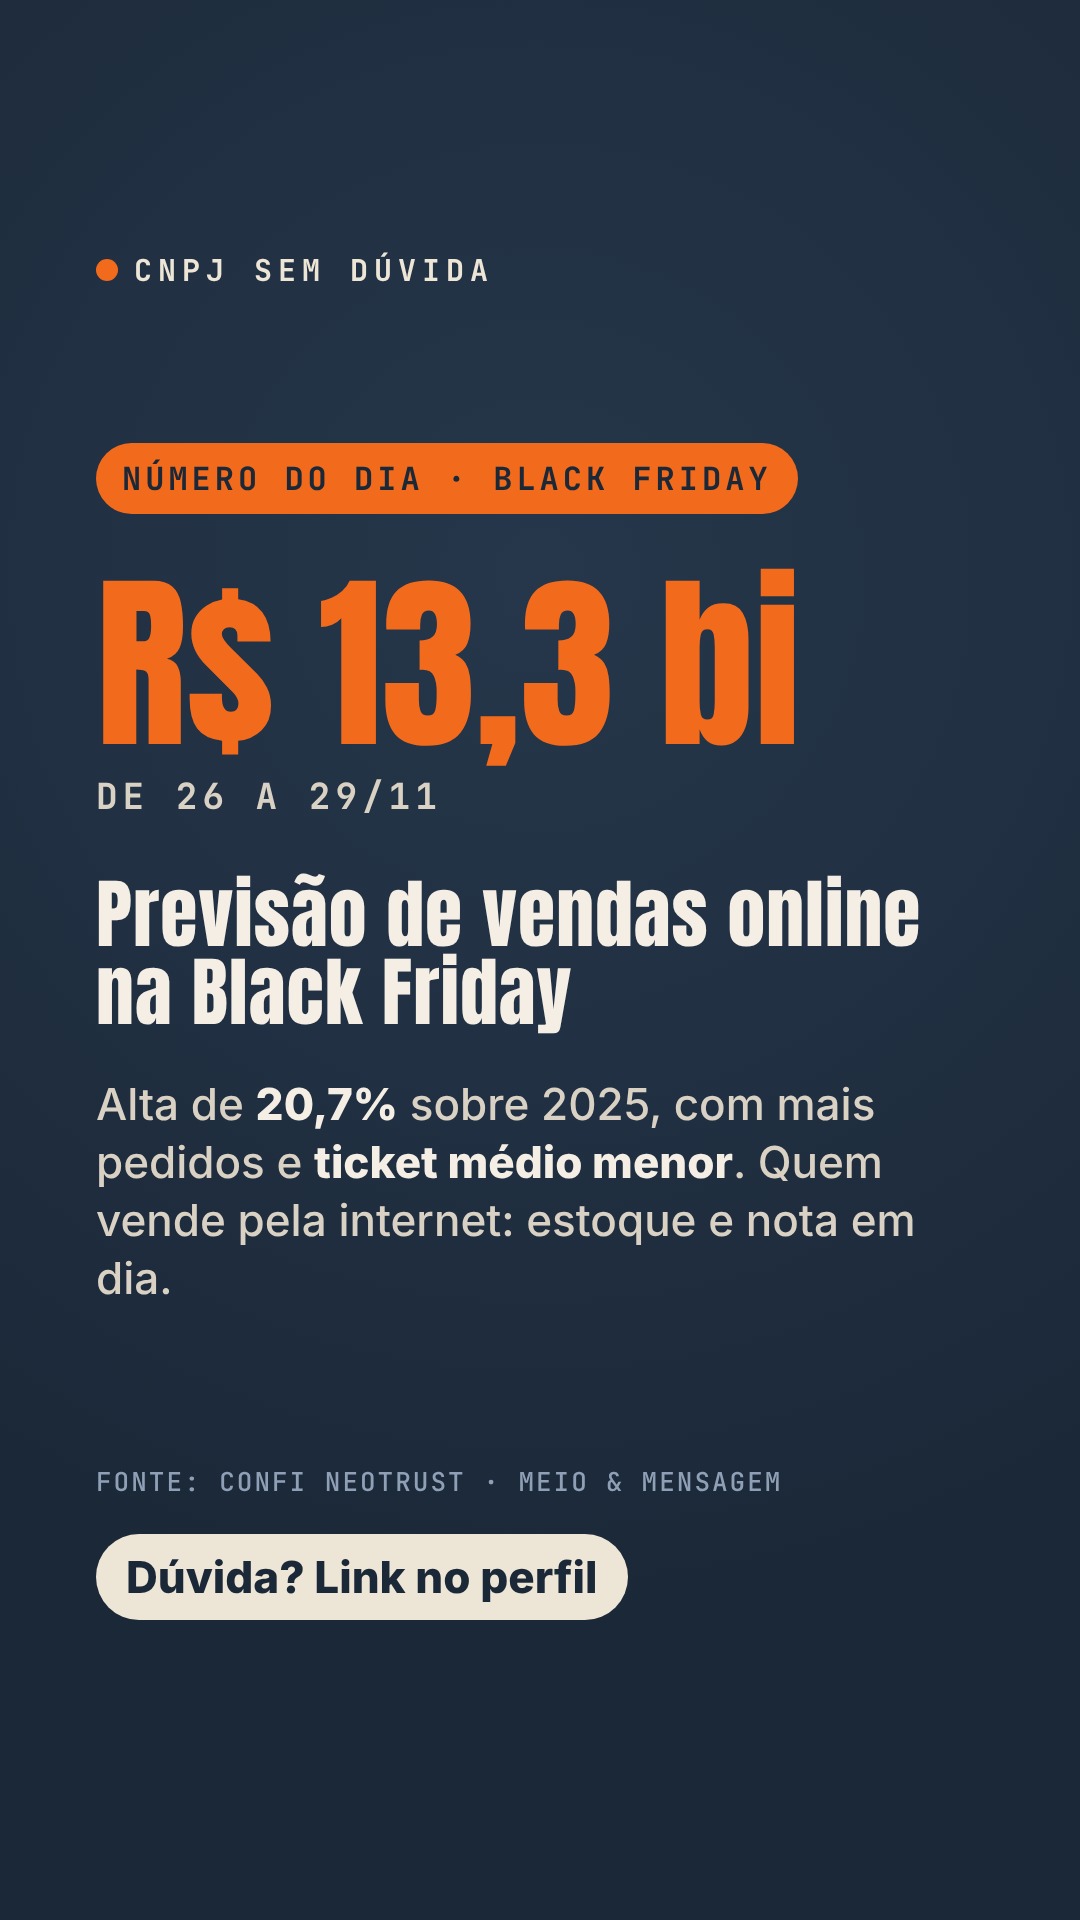 CNPJ SEM DÚVIDA
NÚMERO DO DIA · BLACK FRIDAY
R$ 13,3 bi
DE 26 A 29/11
Previsão de vendas online
na Black Friday
Alta de 20,7% sobre 2025, com mais
pedidos e ticket médio menor. Quem
vende pela internet: estoque e nota em
dia.
FONTE: CONFI NEOTRUST · MEIO & MENSAGEM
Dúvida? Link no perfil